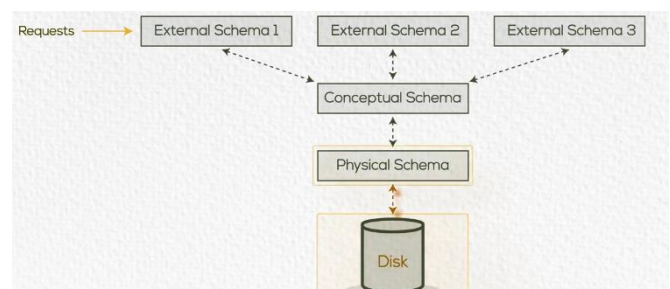 Requests
External Schema 1
External Schema 2
External Schema 3
Conceptual Schema
Physical Schema
Disk